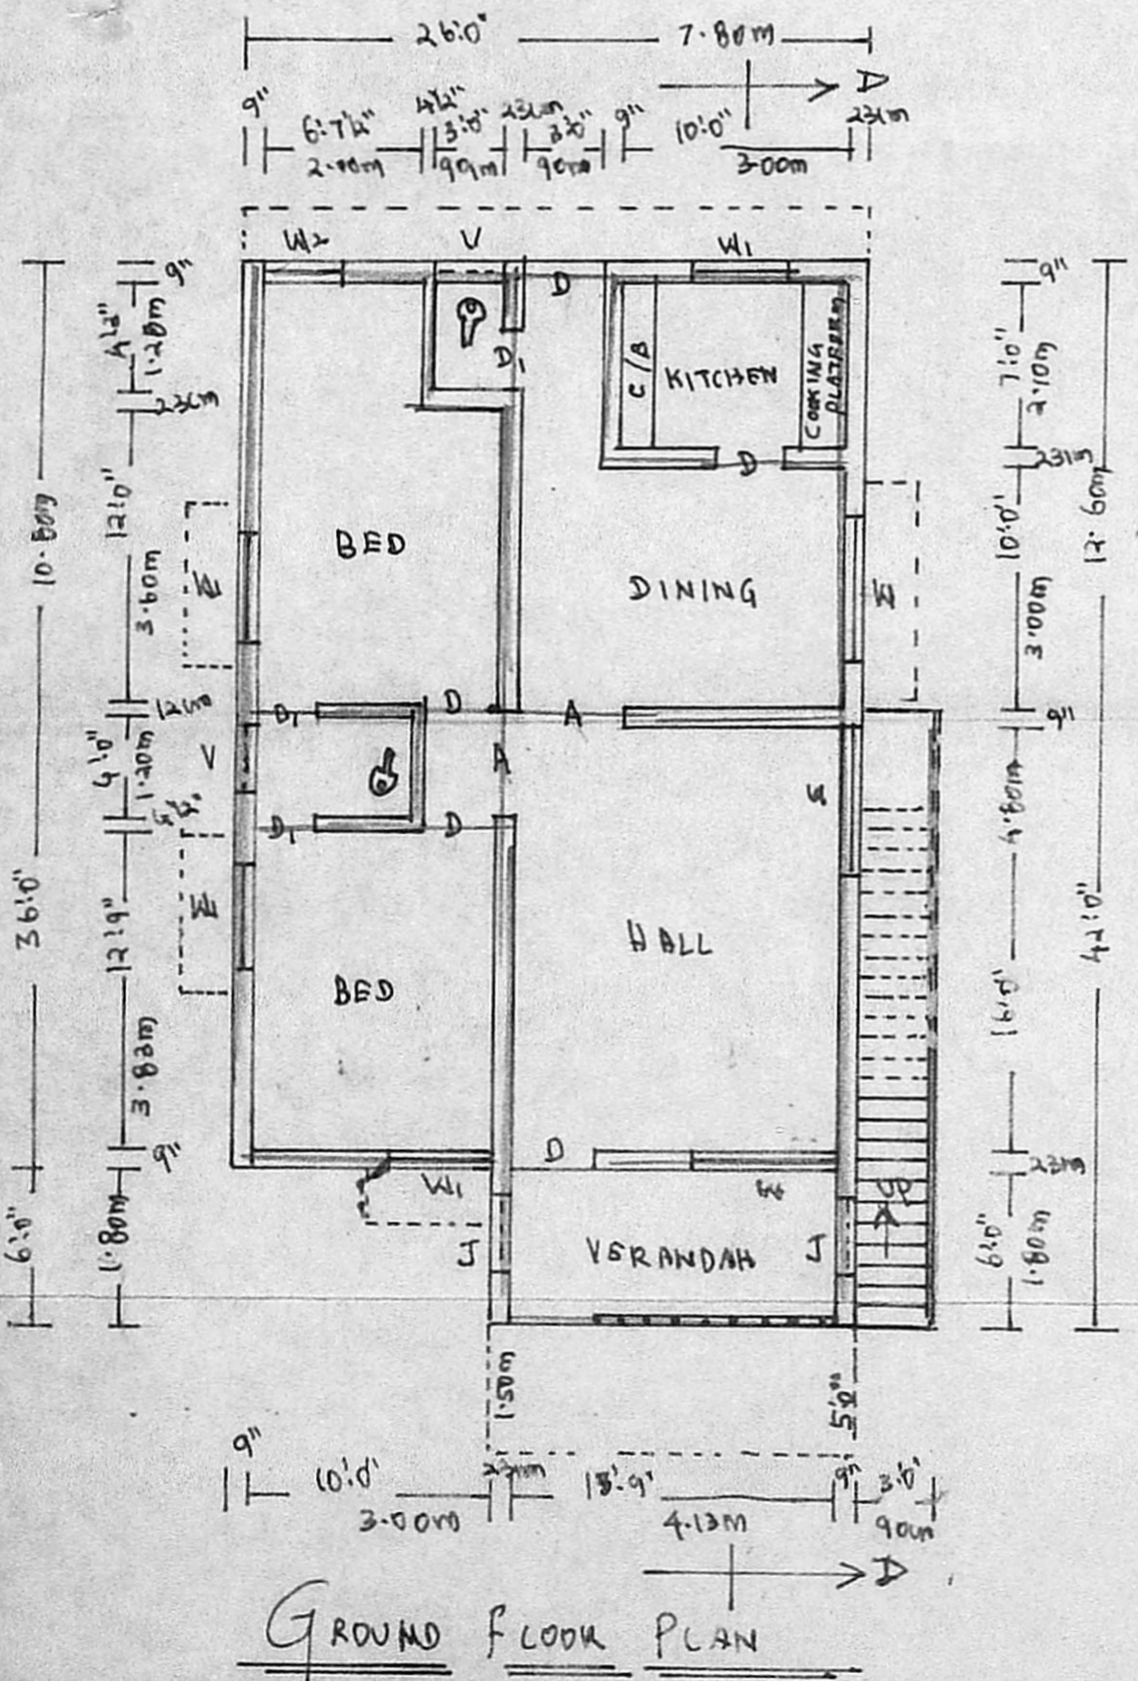 26'0" 7.80m
D
9" 6'7½" 4½" 3'0" 23cm 3'0" 9" 10'0" 23cm
90cm 3.00m
W2 V W1
9" 9"
1.28m
D
D1
C/B KITCHEN COOKING PLATFORM
7'0" 2.10m
23cm
D
23cm
10.80m 12'0" 3.60m
W
BED
DINING
W
10'0" 3.00m
12.60m
12cm
D1 D A
9"
V
4'0" 1.20m
A
W
4.80m
D1 D
36'0" 12'9" 3.83m
W
BED
HALL
16'0"
42'0"
9"
D
23cm
W1
W
UP
6'0" 1.80m
J VERANDAH J
6'0" 1.80m
1.50m 5'0"
9" 10'0" 23cm 13'-9" 9" 3'0"
3.00m 4.13m 90cm
D
GROUND FLOOR PLAN